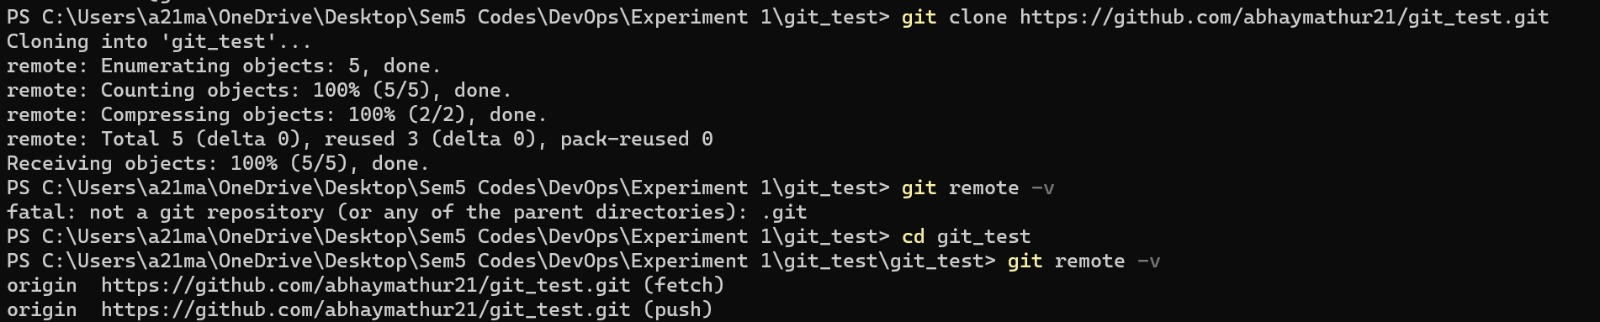 PS C:\Users\a21ma\OneDrive\Desktop\Sem5 Codes\DevOps\Experiment 1\git_test> git clone https://github.com/abhaymathur21/git_test.git
Cloning into 'git_test'...
remote: Enumerating objects: 5, done.
remote: Counting objects: 100% (5/5), done.
remote: Compressing objects: 100% (2/2), done.
remote: Total 5 (delta 0), reused 3 (delta 0), pack-reused 0
Receiving objects: 100% (5/5), done.
PS C:\Users\a21ma\OneDrive\Desktop\Sem5 Codes\DevOps\Experiment 1\git_test> git remote -v
fatal: not a git repository (or any of the parent directories): .git
PS C:\Users\a21ma\OneDrive\Desktop\Sem5 Codes\DevOps\Experiment 1\git_test> cd git_test
PS C:\Users\a21ma\OneDrive\Desktop\Sem5 Codes\DevOps\Experiment 1\git_test\git_test> git remote -v
origin  https://github.com/abhaymathur21/git_test.git (fetch)
origin  https://github.com/abhaymathur21/git_test.git (push)